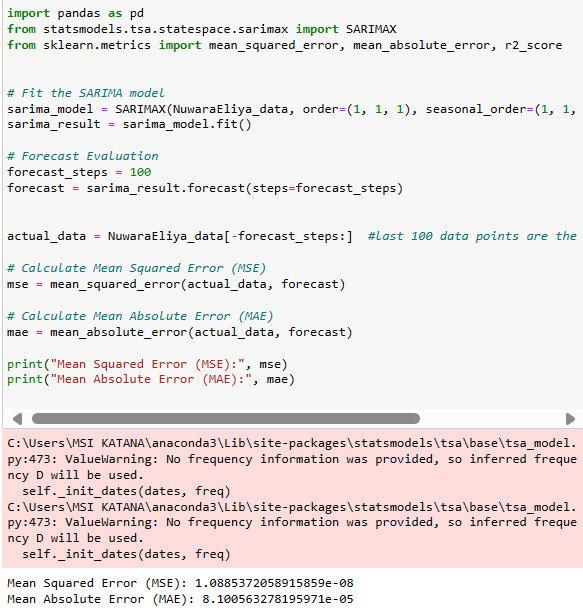 import pandas as pd
from statsmodels.tsa.statespace.sarimax import SARIMAX
from sklearn.metrics import mean_squared_error, mean_absolute_error, r2_score
# Fit the SARIMA model
sarima_model = SARIMAX(NuwaraEliya_data, order=(1, 1, 1), seasonal_order=(1, 1,
sarima_result = sarima_model.fit()
# Forecast Evaluation
forecast_steps = 100
forecast = sarima_result.forecast(steps=forecast_steps)
actual_data = NuwaraEliya_data[-forecast_steps:]  #last 100 data points are the
# Calculate Mean Squared Error (MSE)
mse = mean_squared_error(actual_data, forecast)
# Calculate Mean Absolute Error (MAE)
mae = mean_absolute_error(actual_data, forecast)
print("Mean Squared Error (MSE):", mse)
print("Mean Absolute Error (MAE):", mae)
C:\Users\MSI KATANA\anaconda3\Lib\site-packages\statsmodels\tsa\base\tsa_model.
py:473: ValueWarning: No frequency information was provided, so inferred freque
ncy D will be used.
  self._init_dates(dates, freq)
C:\Users\MSI KATANA\anaconda3\Lib\site-packages\statsmodels\tsa\base\tsa_model.
py:473: ValueWarning: No frequency information was provided, so inferred freque
ncy D will be used.
  self._init_dates(dates, freq)
Mean Squared Error (MSE): 1.0885372058915859e-08
Mean Absolute Error (MAE): 8.100563278195971e-05